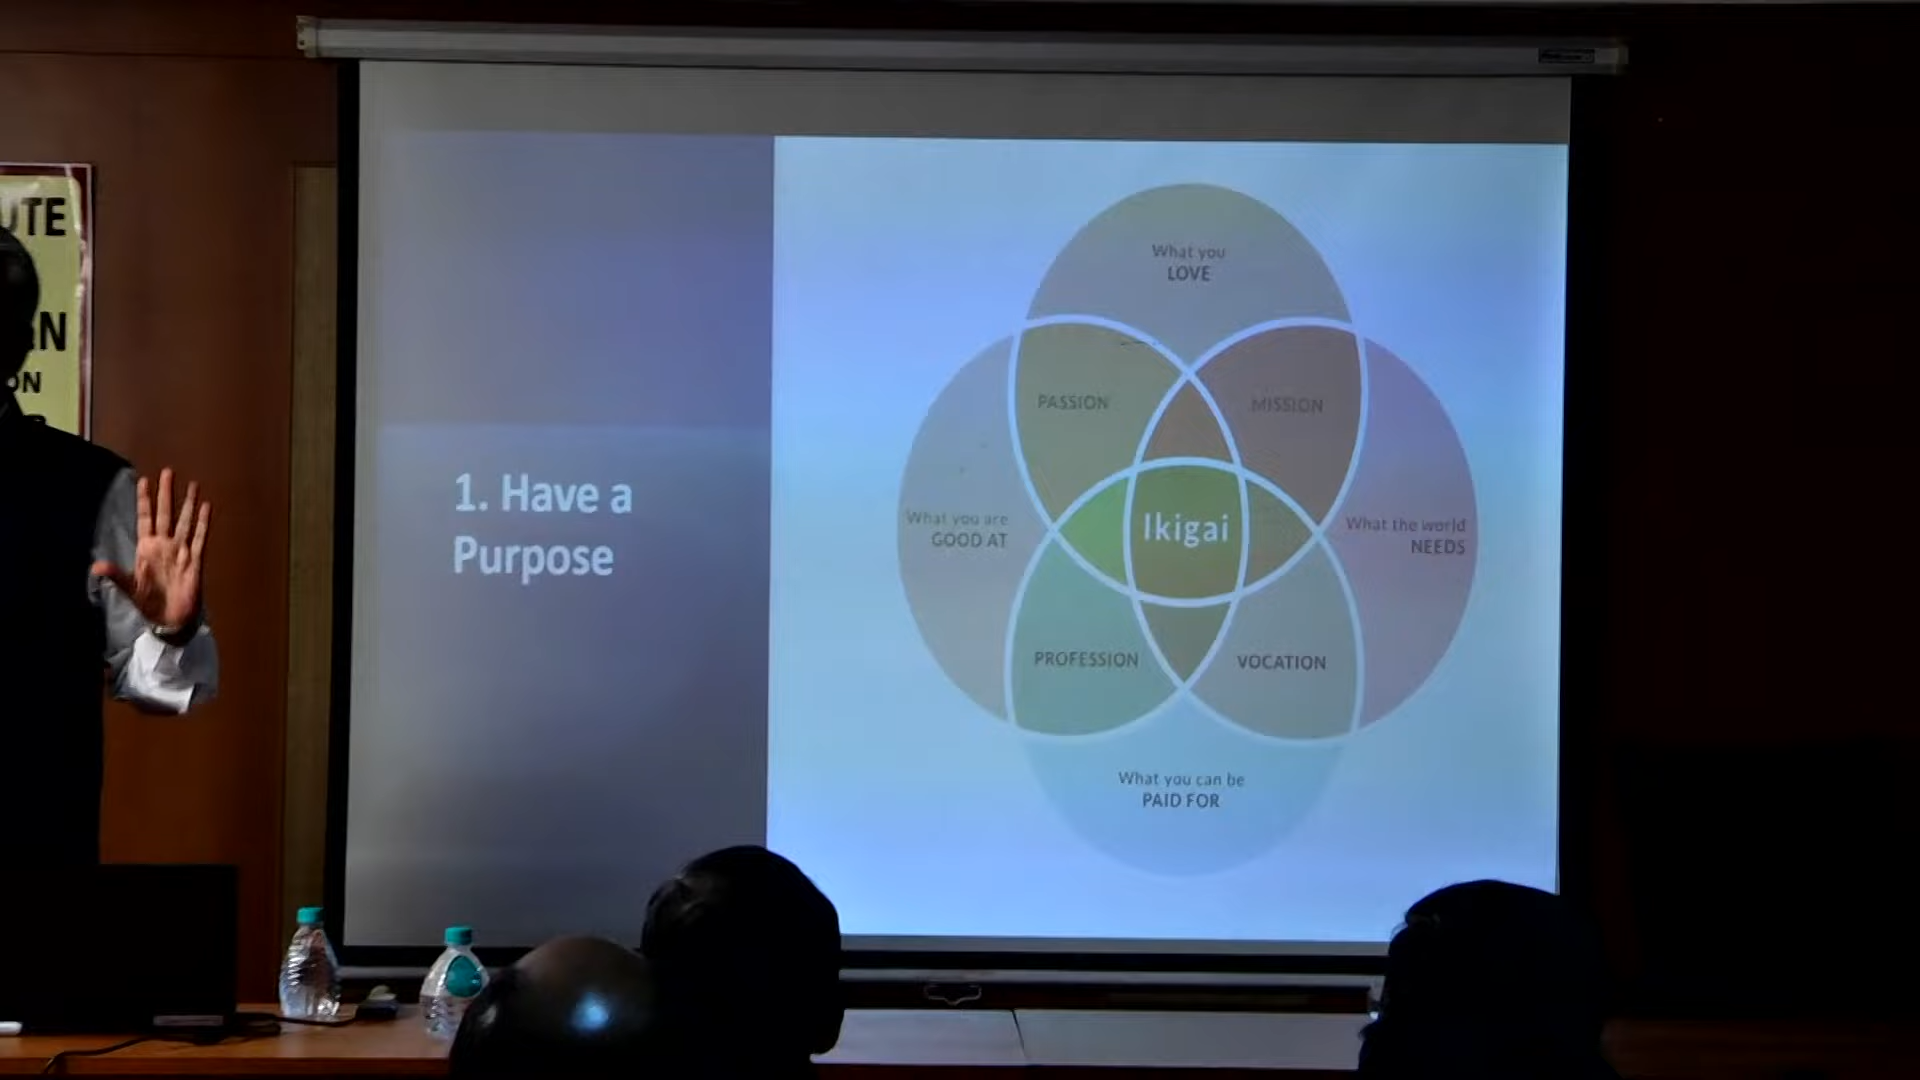 UTE
N
ON
1. Have a
Purpose
What you
LOVE
PASSION
MISSION
What you are
GOOD AT
Ikigai
What the world
NEEDS
PROFESSION
VOCATION
What you can be
PAID FOR